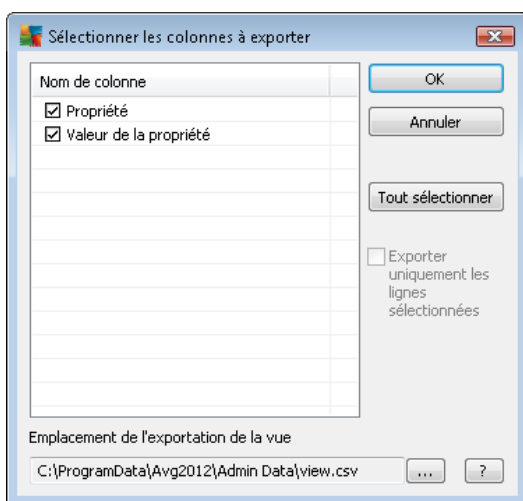 Sélectionner les colonnes à exporter
Nom de colonne
Propriété
Valeur de la propriété
OK
Annuler
Tout sélectionner
Exporter
uniquement les
lignes
sélectionnées
Emplacement de l'exportation de la vue
C:\ProgramData\Avg2012\Admin Data\view.csv
...
?